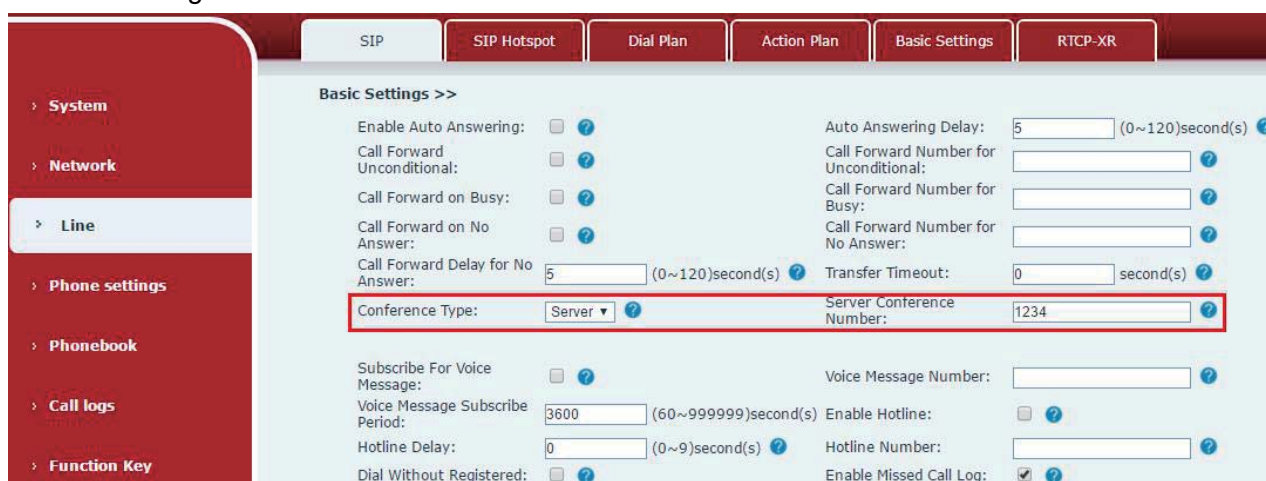 SIP
SIP Hotspot
Dial Plan
Action Plan
Basic Settings
RTCP-XR
System
Network
Line
Phone settings
Phonebook
Call logs
Function Key
Basic Settings >>
Enable Auto Answering:
Auto Answering Delay: 5 (0~120)second(s)
Call Forward
Unconditional:
Call Forward Number for
Unconditional:
Call Forward on Busy:
Call Forward Number for
Busy:
Call Forward on No
Answer:
Call Forward Number for
No Answer:
Call Forward Delay for No
Answer: 5 (0~120)second(s)
Transfer Timeout: 0 second(s)
Conference Type: Server
Server Conference
Number: 1234
Subscribe For Voice
Message:
Voice Message Number:
Voice Message Subscribe
Period: 3600 (60~999999)second(s)
Enable Hotline:
Hotline Delay: 0 (0~9)second(s)
Hotline Number:
Dial Without Registered:
Enable Missed Call Log: